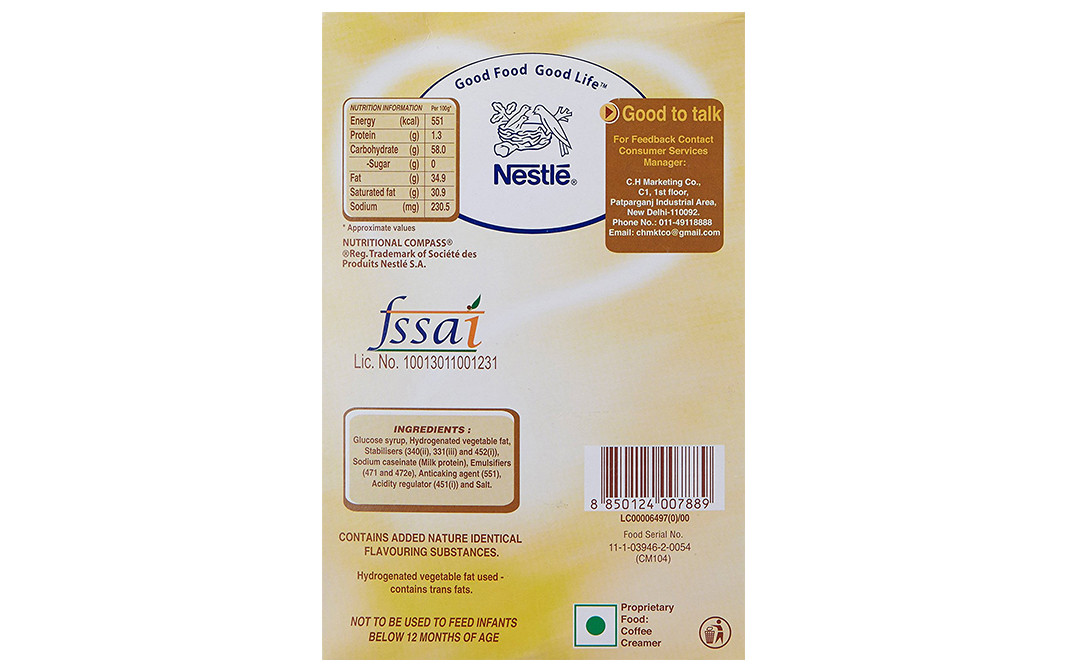 Good Food Good Life™
Nestlé®
NUTRITION INFORMATION Per 100g*
Energy (kcal) 551
Protein (g) 1.3
Carbohydrate (g) 58.0
-Sugar (g) 0
Fat (g) 34.9
Saturated fat (g) 30.9
Sodium (mg) 230.5
* Approximate values
NUTRITIONAL COMPASS®
®Reg. Trademark of Société des
Produits Nestlé S.A.
Good to talk
For Feedback Contact
Consumer Services
Manager:
C.H Marketing Co.,
C1, 1st floor,
Patparganj Industrial Area,
New Delhi-110092.
Phone No.: 011-49118888
Email: chmktco@gmail.com
fssai
Lic. No. 10013011001231
INGREDIENTS :
Glucose syrup, Hydrogenated vegetable fat,
Stabilisers (340(ii), 331(iii) and 452(i)),
Sodium caseinate (Milk protein), Emulsifiers
(471 and 472e), Anticaking agent (551),
Acidity regulator (451(i)) and Salt.
CONTAINS ADDED NATURE IDENTICAL
FLAVOURING SUBSTANCES.
Hydrogenated vegetable fat used -
contains trans fats.
NOT TO BE USED TO FEED INFANTS
BELOW 12 MONTHS OF AGE
8 850124 007889
LC00006497(0)/00
Food Serial No.
11-1-03946-2-0054
(CM104)
Proprietary
Food:
Coffee
Creamer